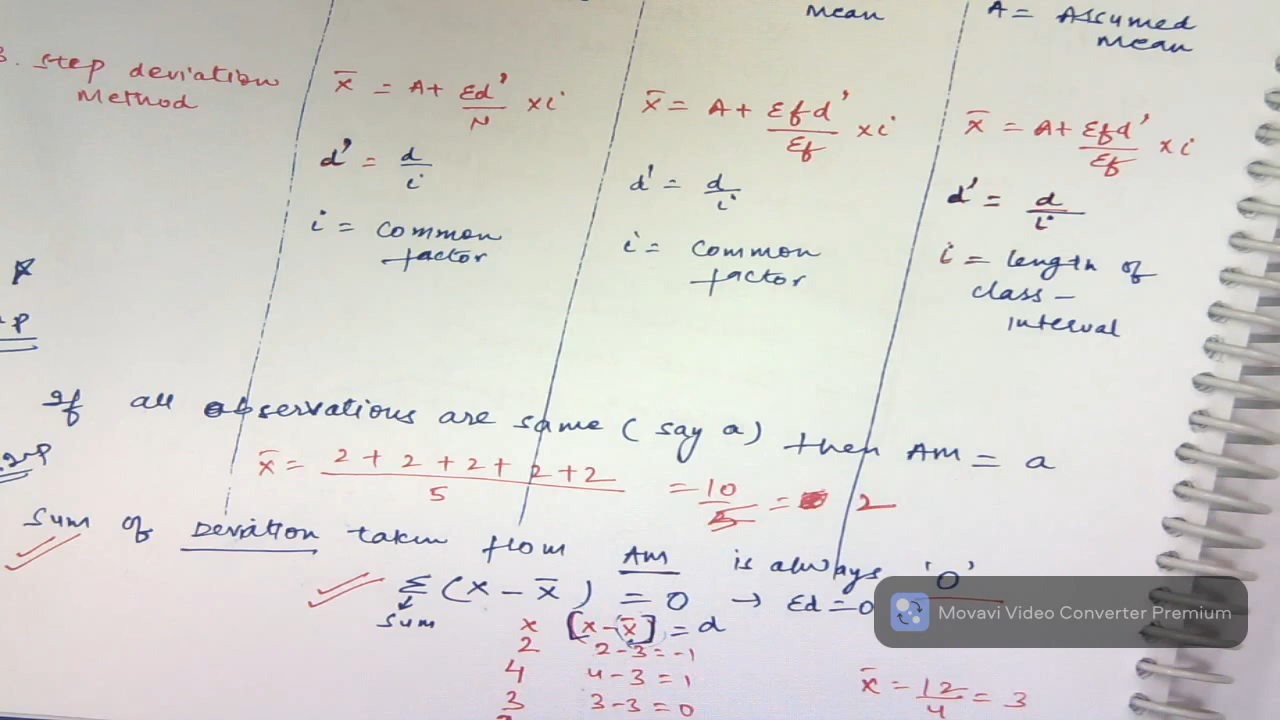 mean
A = Assumed
mean
3. Step deviation
Method
x̄ = A + Σd' / N × i
d' = d / i
i = common
factor
x̄ = A + Σfd' / Σf × i
d' = d / i
i = common
factor
x̄ = A + Σfd' / Σf × i
d' = d / i
i = length of
class -
interval
If all observations are same (say a) then AM = a
x̄ = 2 + 2 + 2 + 2 + 2 / 5 = 10 / 5 = 2
Sum of Deviation taken from AM is always '0'
Σ (x - x̄) = 0 → Σd = 0
sum
x [x - x̄] = d
2 2-3 = -1
4 4-3 = 1
3 3-3 = 0
x̄ = 12 / 4 = 3
Movavi Video Converter Premium